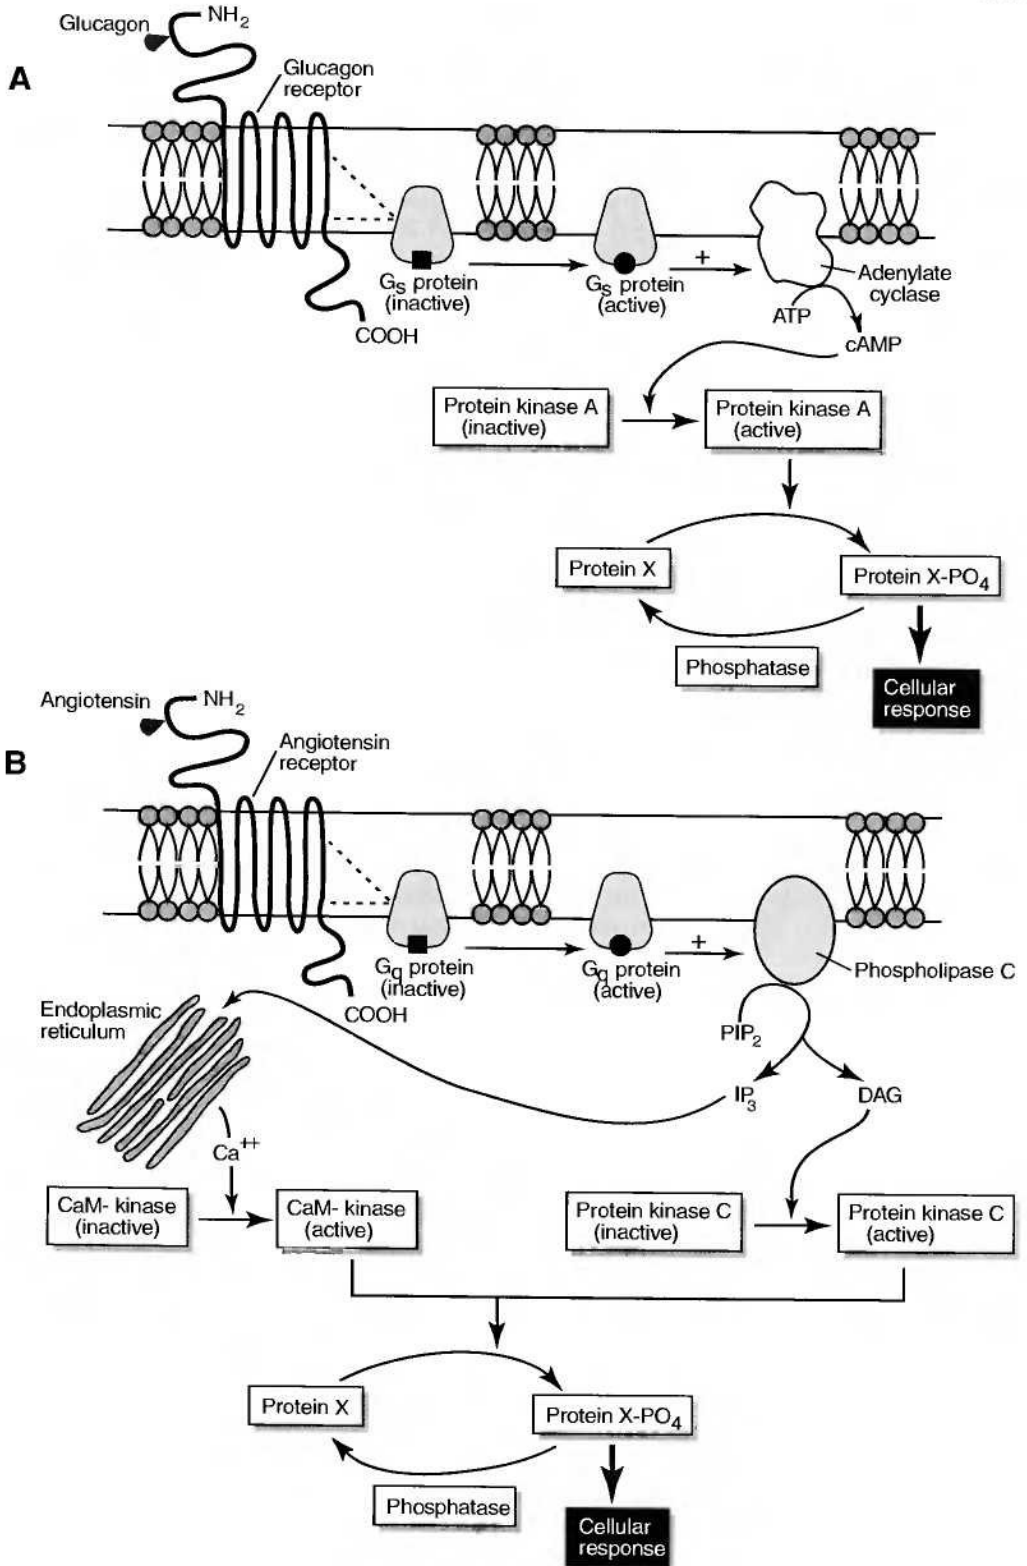 A
Glucagon
NH2
Glucagon
receptor
Gs protein
(inactive)
Gs protein
(active)
+
Adenylate
cyclase
COOH
ATP
cAMP
Protein kinase A
(inactive)
Protein kinase A
(active)
Protein X
Protein X-PO4
Phosphatase
Cellular
response
B
Angiotensin
NH2
Angiotensin
receptor
Gq protein
(inactive)
Gq protein
(active)
+
Phospholipase C
COOH
Endoplasmic
reticulum
PIP2
IP3
DAG
Ca++
CaM- kinase
(inactive)
CaM- kinase
(active)
Protein kinase C
(inactive)
Protein kinase C
(active)
Protein X
Protein X-PO4
Phosphatase
Cellular
response